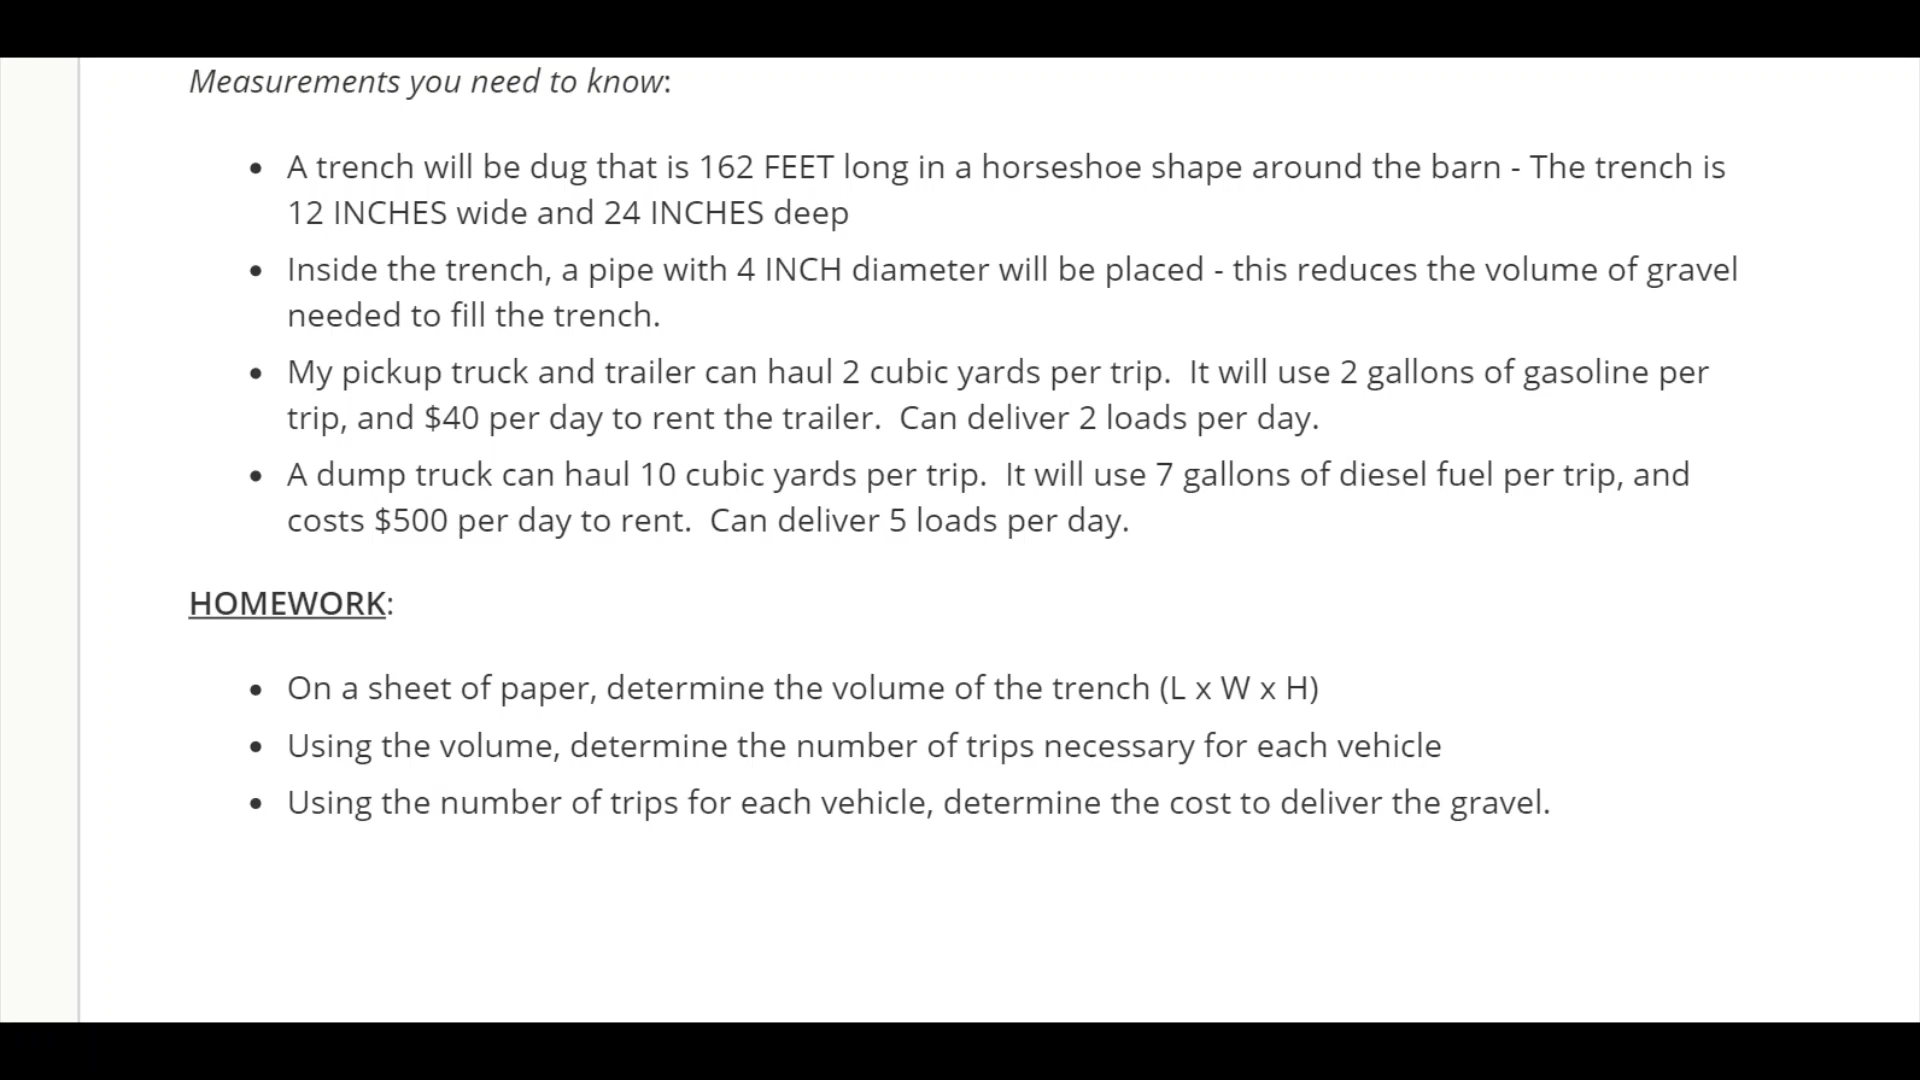 Measurements you need to know:
• A trench will be dug that is 162 FEET long in a horseshoe shape around the barn - The trench is
12 INCHES wide and 24 INCHES deep
• Inside the trench, a pipe with 4 INCH diameter will be placed - this reduces the volume of gravel
needed to fill the trench.
• My pickup truck and trailer can haul 2 cubic yards per trip.  It will use 2 gallons of gasoline per
trip, and $40 per day to rent the trailer.  Can deliver 2 loads per day.
• A dump truck can haul 10 cubic yards per trip.  It will use 7 gallons of diesel fuel per trip, and
costs $500 per day to rent.  Can deliver 5 loads per day.
HOMEWORK:
• On a sheet of paper, determine the volume of the trench (L x W x H)
• Using the volume, determine the number of trips necessary for each vehicle
• Using the number of trips for each vehicle, determine the cost to deliver the gravel.